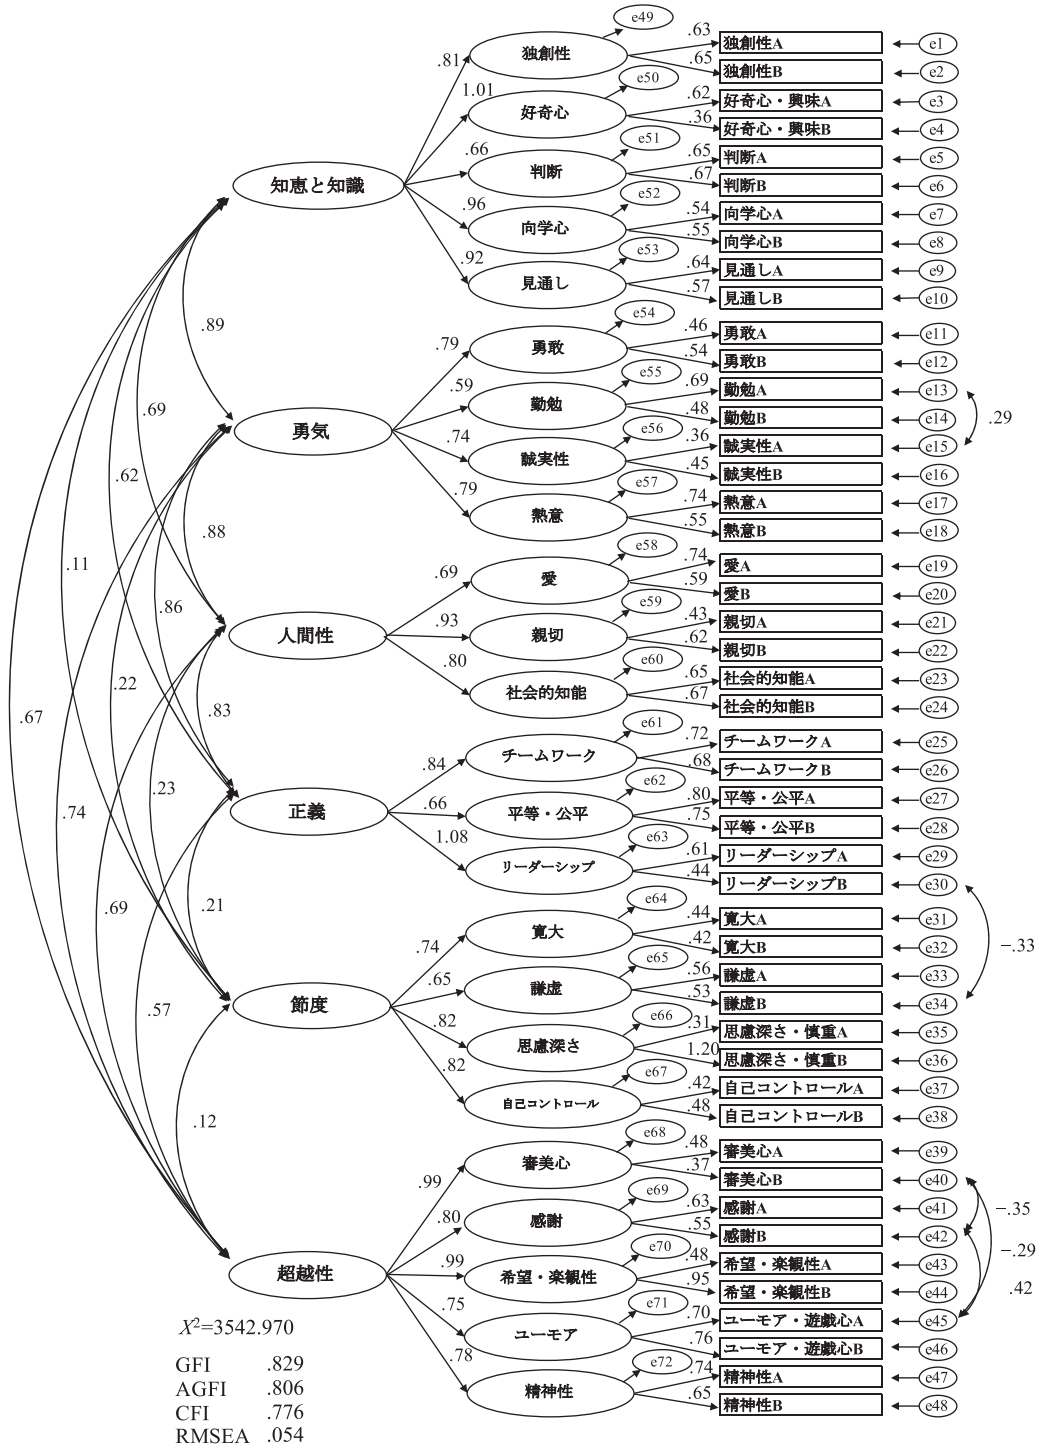 e49
.81
独創性
.63
独創性A
e1
.65
独創性B
e2
e50
1.01
好奇心
.62
好奇心・興味A
e3
.36
好奇心・興味B
e4
e51
.66
判断
.65
判断A
e5
.67
判断B
e6
知恵と知識
e52
.96
向学心
.54
向学心A
e7
.55
向学心B
e8
e53
.92
見通し
.64
見通しA
e9
.57
見通しB
e10
.89
e54
.79
勇敢
.46
勇敢A
e11
.54
勇敢B
e12
e55
.59
勤勉
.69
勤勉A
e13
.48
勤勉B
e14
.29
.69
勇気
e56
.74
誠実性
.36
誠実性A
e15
.45
誠実性B
e16
.62
e57
.79
熱意
.74
熱意A
e17
.55
熱意B
e18
.88
.11
e58
.69
愛
.74
愛A
e19
.59
愛B
e20
.86
e59
人間性
.93
親切
.43
親切A
e21
.62
親切B
e22
e60
.80
社会的知能
.65
社会的知能A
e23
.67
社会的知能B
e24
.22
.83
.67
e61
.84
チームワーク
.72
チームワークA
e25
.68
チームワークB
e26
.23
e62
.66
平等・公平
.80
平等・公平A
e27
.75
平等・公平B
e28
.74
正義
e63
1.08
リーダーシップ
.61
リーダーシップA
e29
.44
リーダーシップB
e30
.69
.21
e64
.74
寛大
.44
寛大A
e31
.42
寛大B
e32
−.33
e65
.65
謙虚
.56
謙虚A
e33
.53
謙虚B
e34
.57
節度
e66
.82
思慮深さ
.31
思慮深さ・慎重A
e35
1.20
思慮深さ・慎重B
e36
e67
.82
自己コントロール
.42
自己コントロールA
e37
.48
自己コントロールB
e38
.12
e68
.99
審美心
.48
審美心A
e39
.37
審美心B
e40
e69
.80
感謝
.63
感謝A
e41
.55
感謝B
e42
−.35
−.29
.42
e70
超越性
.99
希望・楽観性
.48
希望・楽観性A
e43
.95
希望・楽観性B
e44
e71
.75
ユーモア
.70
ユーモア・遊戯心A
e45
.76
ユーモア・遊戯心B
e46
e72
.78
精神性
.74
精神性A
e47
.65
精神性B
e48
X²=3542.970
GFI .829
AGFI .806
CFI .776
RMSEA .054